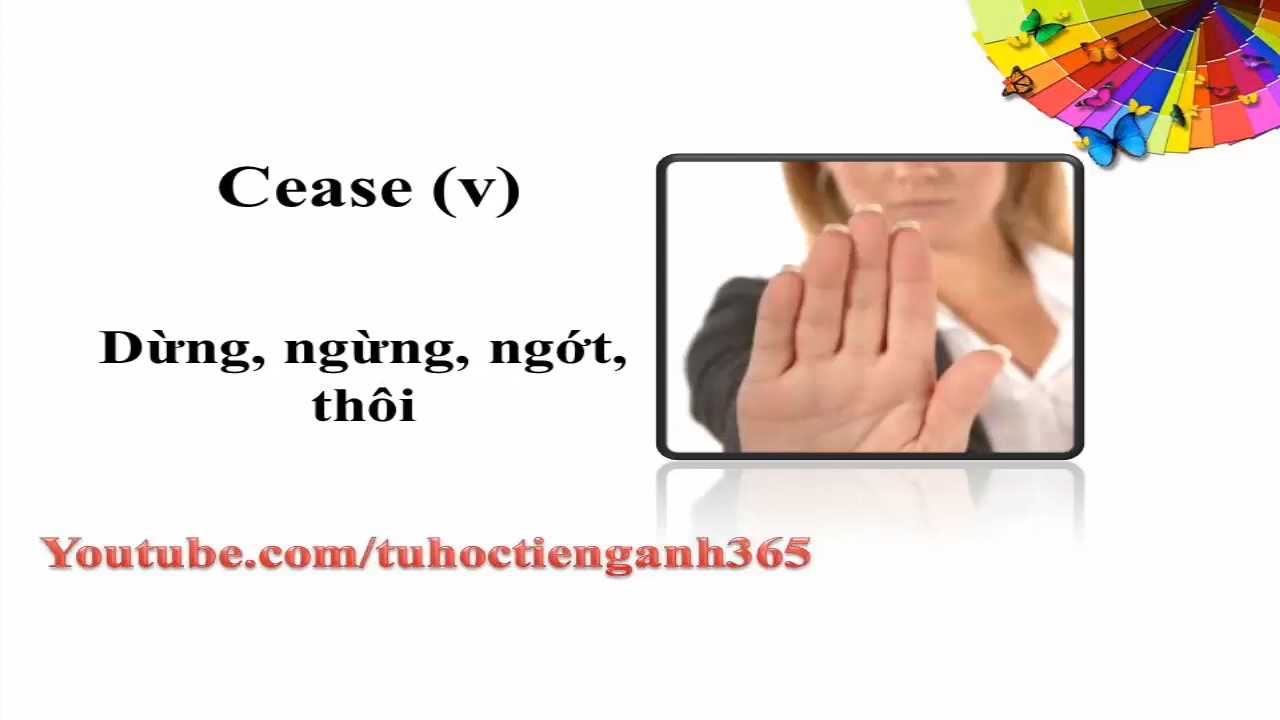 Cease (v)
Dừng, ngừng, ngớt,
thôi
Youtube.com/tuhoctienganh365